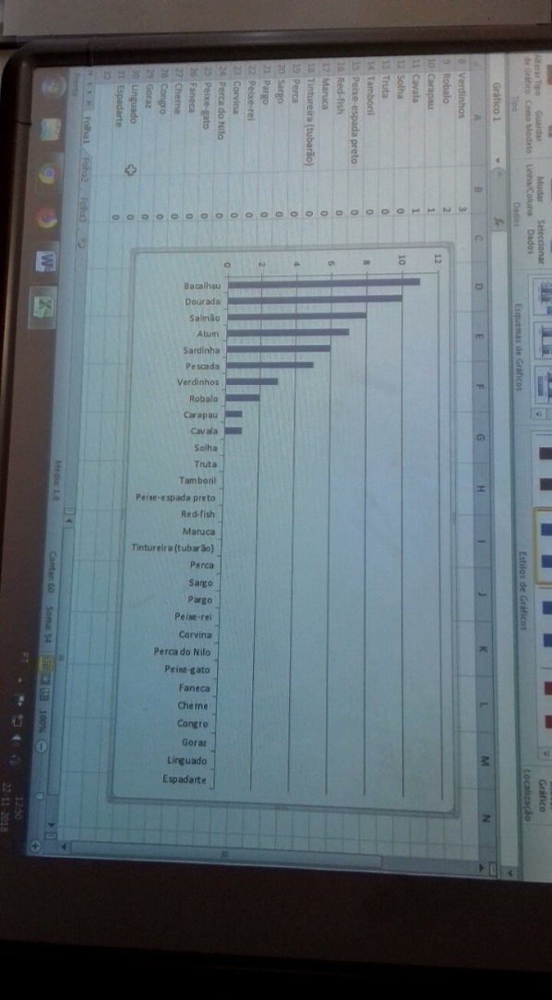 Alterar Tipo de Gráfico
Guardar Como Modelo
Mudar Linha/Coluna
Seleccionar Dados
Gráfico
Tipo
Dados
Esquemas de Gráficos
Estilos de Gráficos
Localização
Gráfico 1
fx
A B C D E F G H I J K L M N
8 Verdinhos 3
9 Robalo 2
10 Carapau 1
11 Cavala 1
12 Solha 0
13 Truta 0
14 Tamboril 0
15 Peixe-espada preto 0
16 Red-fish 0
17 Maruca 0
18 Tintureira (tubarão) 0
19 Perca 0
20 Sargo 0
21 Pargo 0
22 Peixe-rei 0
23 Corvina 0
24 Perca do Nilo 0
25 Peixe-gato 0
26 Faneca 0
27 Cherne 0
28 Congro 0
29 Goraz 0
30 Linguado 0
31 Espadarte 0
32
12
10
8
6
4
2
0
Bacalhau
Dourada
Salmão
Atum
Sardinha
Pescada
Verdinhos
Robalo
Carapau
Cavala
Solha
Truta
Tamboril
Peixe-espada preto
Red-fish
Maruca
Tintureira (tubarão)
Perca
Sargo
Pargo
Peixe-rei
Corvina
Perca do Nilo
Peixe-gato
Faneca
Cherne
Congro
Goraz
Linguado
Espadarte
Folha1 Folha2 Folha3
Pronto
Média: 1,8 Contar: 60 Soma: 54 100%
PT
12:50
22-11-2018